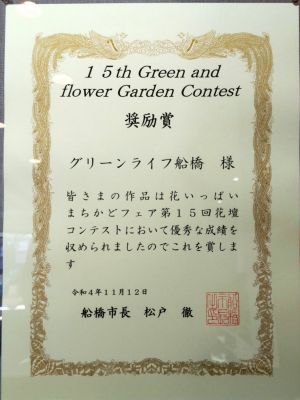 １５th Green and
flower Garden Contest
奨励賞
グリーンライフ船橋 様
皆さまの作品は花いっぱい
まちかどフェア第１５回花壇
コンテストにおいて優秀な成績を
収められましたのでこれを賞しま
す
令和４年１１月１２日
船橋市長 松戸 徹